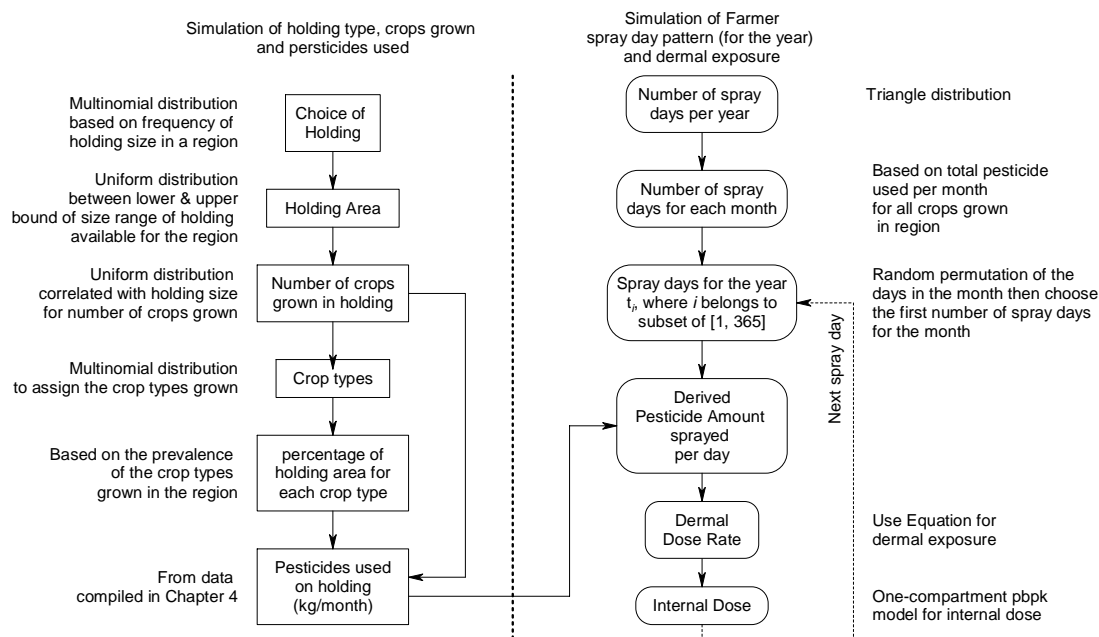 Simulation of holding type, crops grown
and persticides used
Multinomial distribution
based on frequency of
holding size in a region
Choice of
Holding
Uniform distribution
between lower & upper
bound of size range of holding
available for the region
Holding Area
Uniform distribution
correlated with holding size
for number of crops grown
Number of crops
grown in holding
Multinomial distribution
to assign the crop types grown
Crop types
Based on the prevalence
of the crop types
grown in the region
percentage of
holding area for
each crop type
From data
compiled in Chapter 4
Pesticides used
on holding
(kg/month)
Simulation of Farmer
spray day pattern (for the year)
and dermal exposure
Number of spray
days per year
Triangle distribution
Number of spray
days for each month
Based on total pesticide
used per month
for all crops grown
in region
Spray days for the year
ti, where i belongs to
subset of [1, 365]
Random permutation of the
days in the month then choose
the first number of spray days
for the month
Next spray day
Derived
Pesticide Amount
sprayed
per day
Dermal
Dose Rate
Use Equation for
dermal exposure
Internal Dose
One-compartment pbpk
model for internal dose